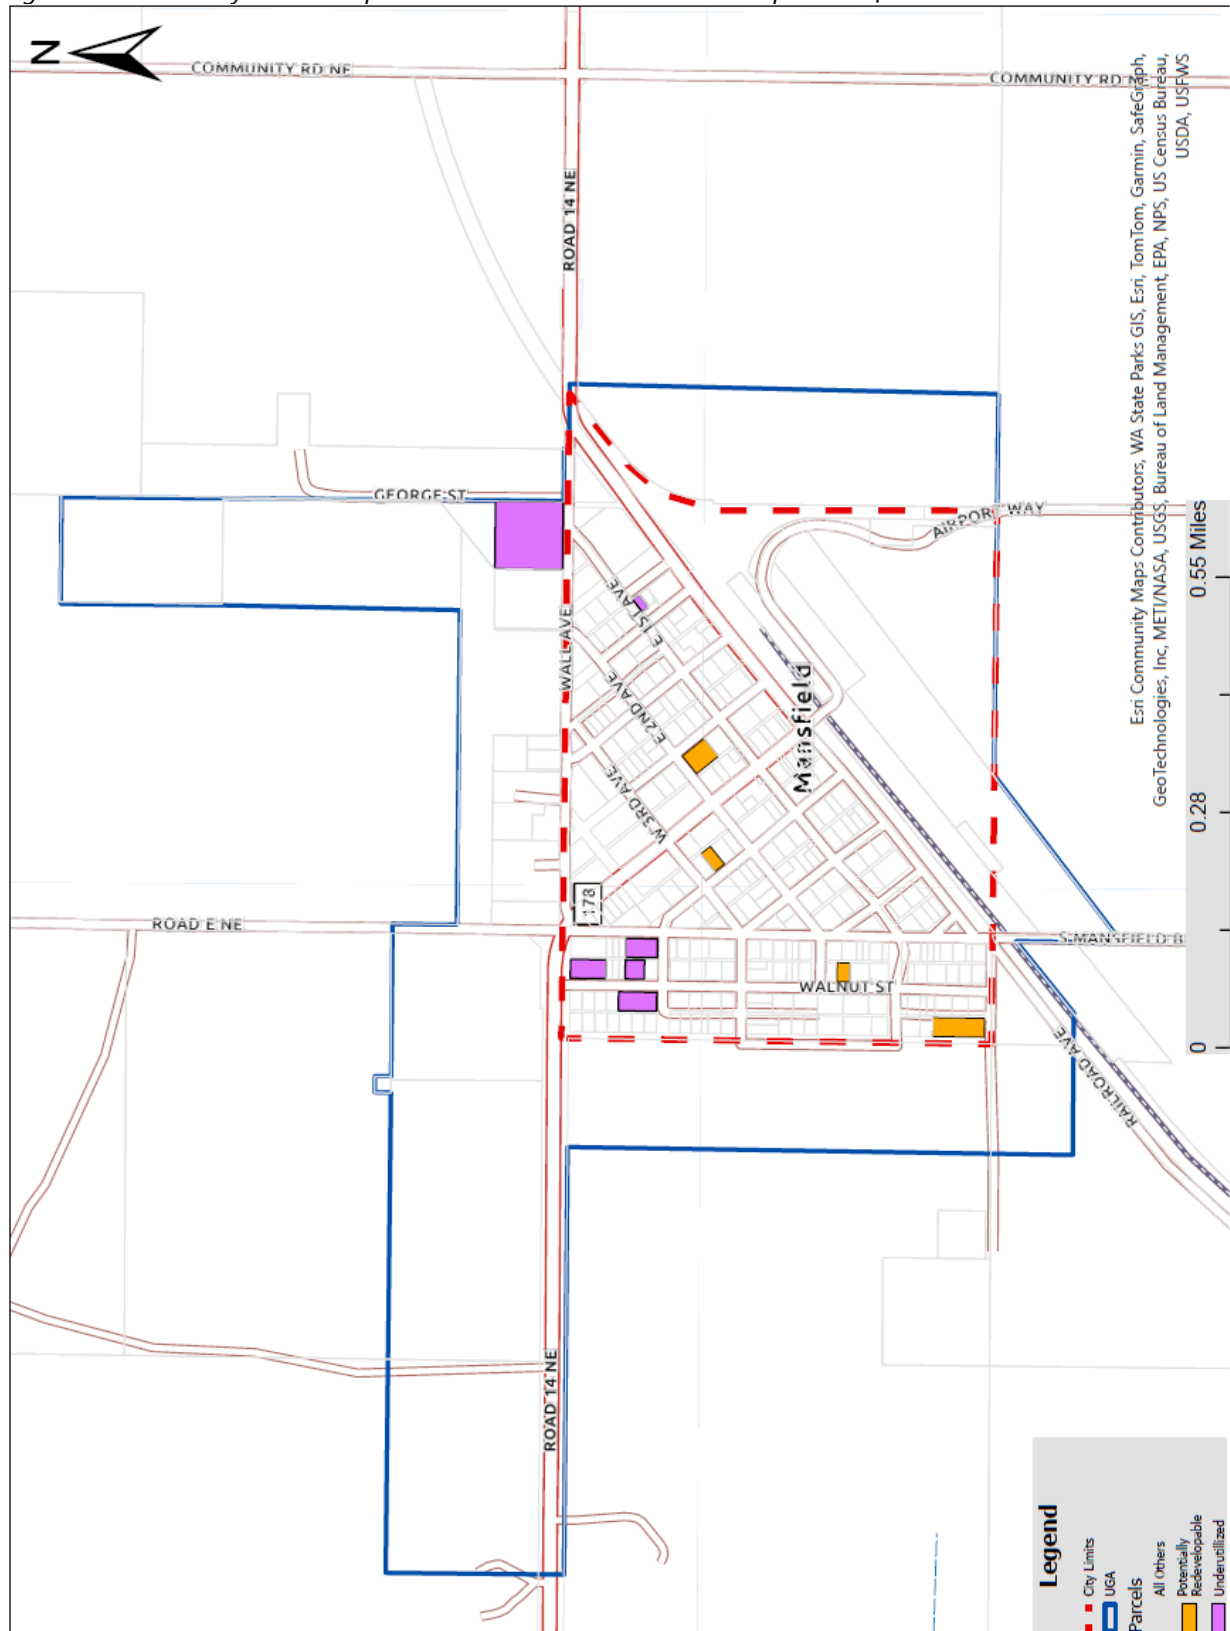 N
COMMUNITY RD NE
COMMUNITY RD N
ROAD 14 NE
GEORGE ST
AIRPORT WAY
WALL AVE
E 1ST AVE
E 2ND AVE
W 3RD AVE
Mansfield
178
ROAD E NE
S MANSFIELD B
WALNUT ST
RAILROAD AVE
ROAD 14 NE
Esri Community Maps Contributors, WA State Parks GIS, Esri, TomTom, Garmin, SafeGraph,
GeoTechnologies, Inc, METI/NASA, USGS, Bureau of Land Management, EPA, NPS, US Census Bureau,
USDA, USFWS
0 0.28 0.55 Miles
Legend
City Limits
UGA
Parcels
All Others
Potentially
Redevelopable
Underutilized